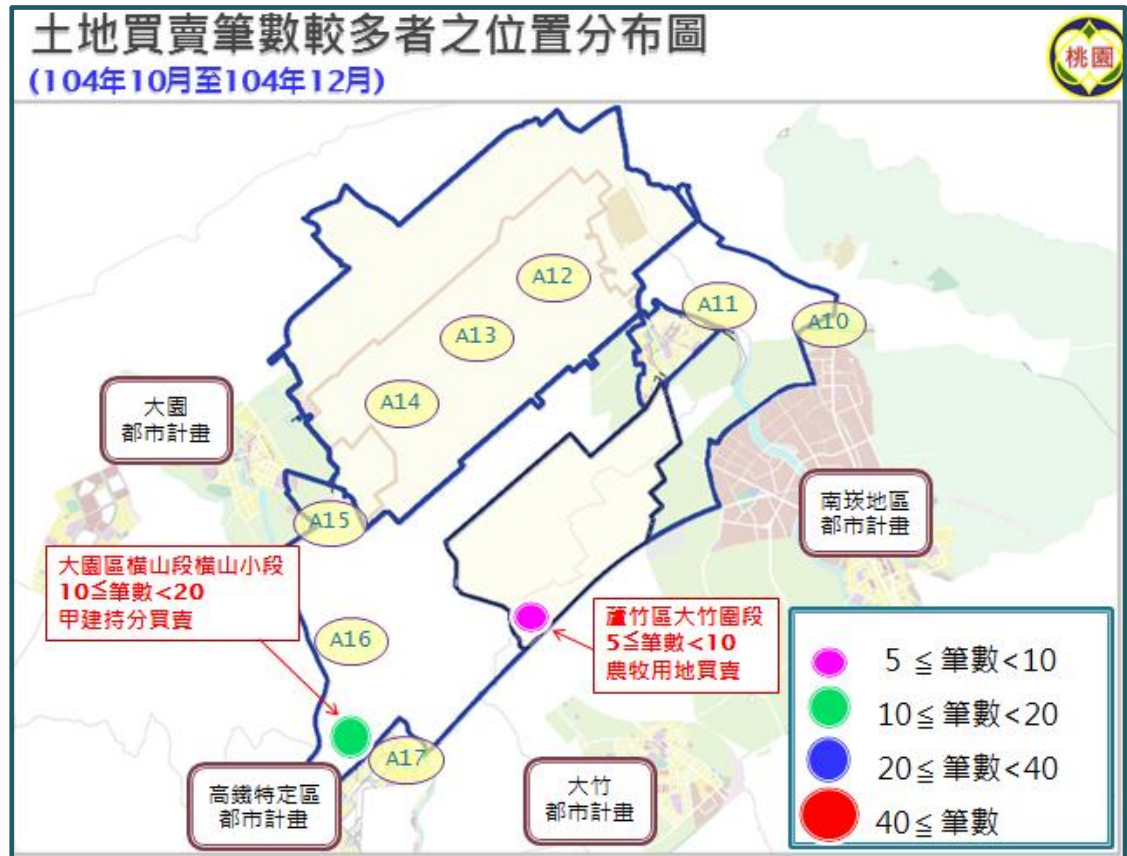 土地買賣筆數較多者之位置分布圖
(104年10月至104年12月)
桃園
A12
A11
A10
A13
A14
大園
都市計畫
南崁地區
都市計畫
A15
大園區橫山段橫山小段
10≦筆數<20
甲建持分買賣
蘆竹區大竹圍段
5≦筆數<10
農牧用地買賣
A16
A17
高鐵特定區
都市計畫
大竹
都市計畫
5 ≦ 筆數<10
10≦ 筆數<20
20≦ 筆數<40
40≦ 筆數